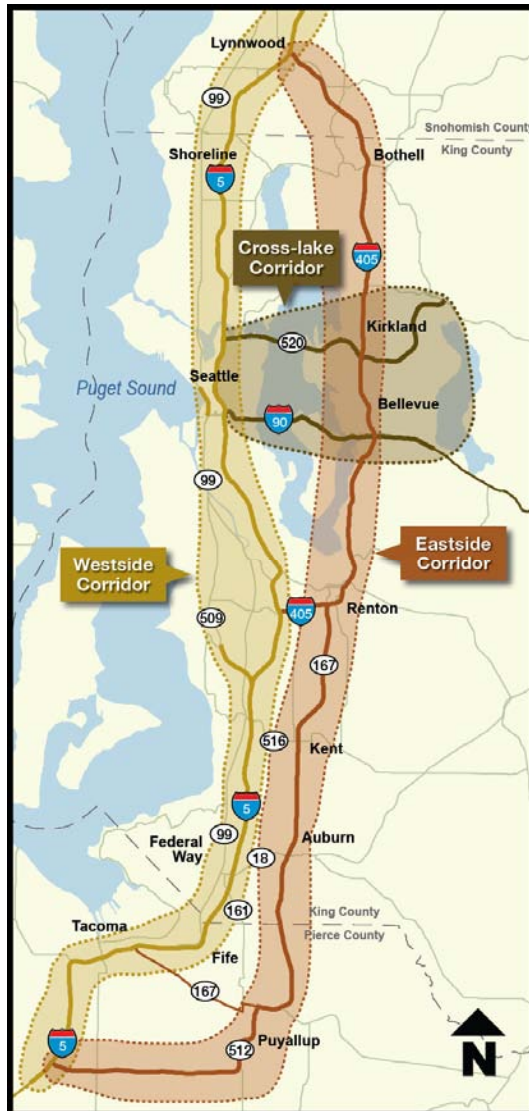 Lynnwood
99
Snohomish County
King County
Shoreline
Bothell
5
405
Cross-lake
Corridor
Kirkland
520
Seattle
Puget Sound
Bellevue
90
99
Westside
Corridor
Eastside
Corridor
509
405
Renton
167
516
Kent
5
Federal
Way
99
Auburn
18
161
King County
Pierce County
Tacoma
Fife
167
5
512
Puyallup
N